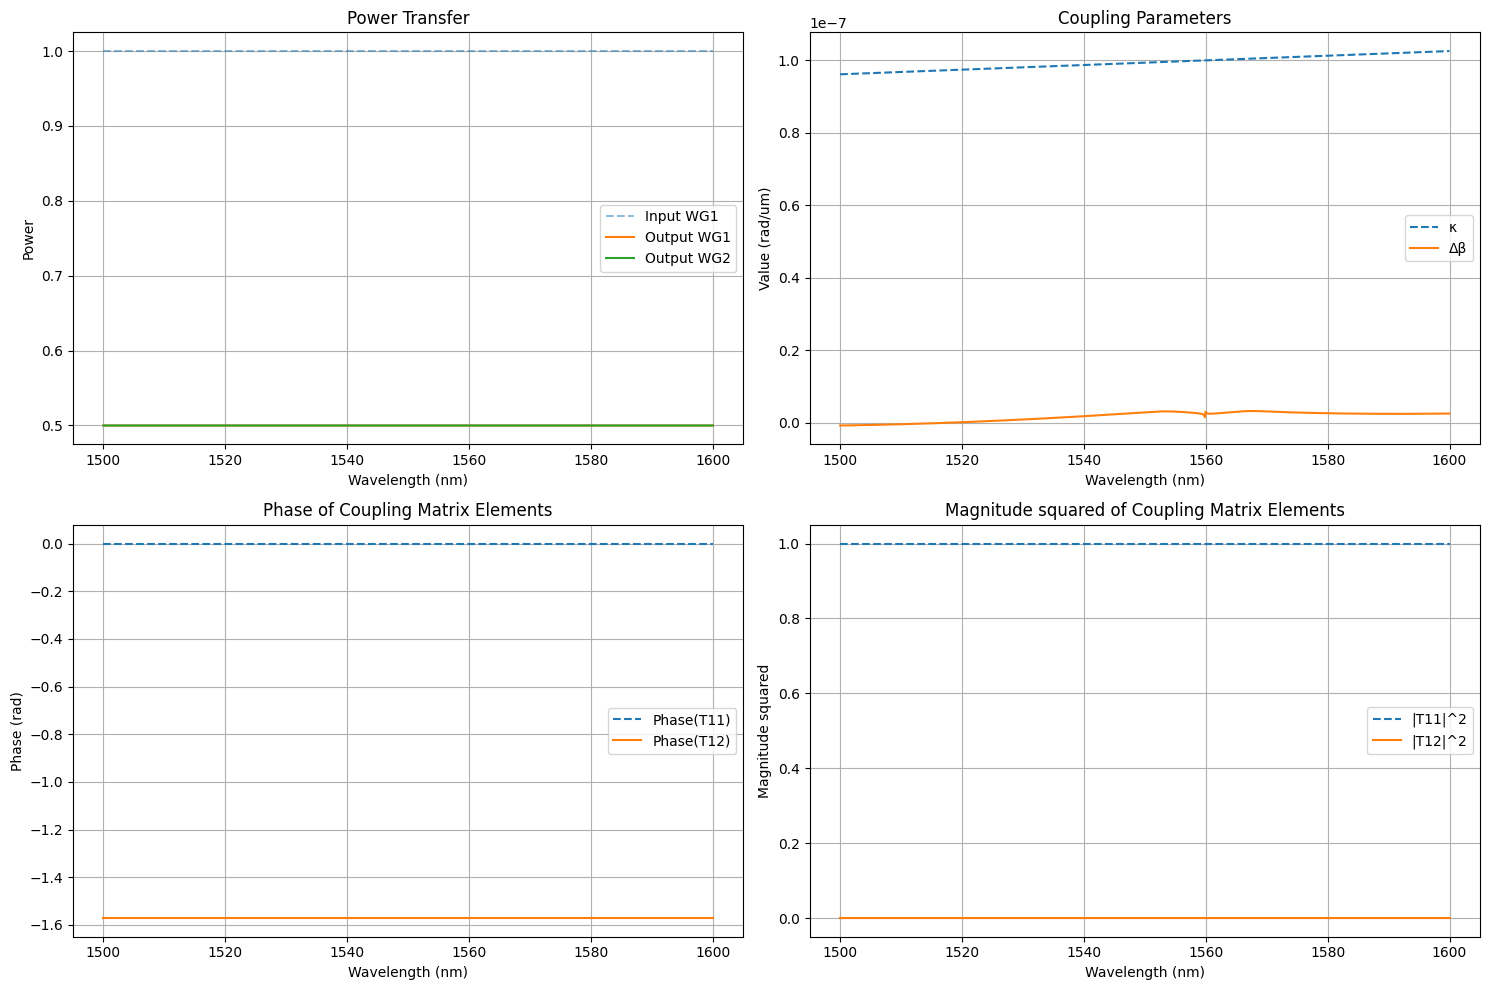 Power Transfer
1.0
0.9
0.8
0.7
0.6
0.5
Power
Input WG1
Output WG1
Output WG2
1500 1520 1540 1560 1580 1600
Wavelength (nm)
Coupling Parameters
1e−7
1.0
0.8
0.6
0.4
0.2
0.0
Value (rad/um)
κ
Δβ
1500 1520 1540 1560 1580 1600
Wavelength (nm)
Phase of Coupling Matrix Elements
0.0
−0.2
−0.4
−0.6
−0.8
−1.0
−1.2
−1.4
−1.6
Phase (rad)
Phase(T11)
Phase(T12)
1500 1520 1540 1560 1580 1600
Wavelength (nm)
Magnitude squared of Coupling Matrix Elements
1.0
0.8
0.6
0.4
0.2
0.0
Magnitude squared
|T11|^2
|T12|^2
1500 1520 1540 1560 1580 1600
Wavelength (nm)